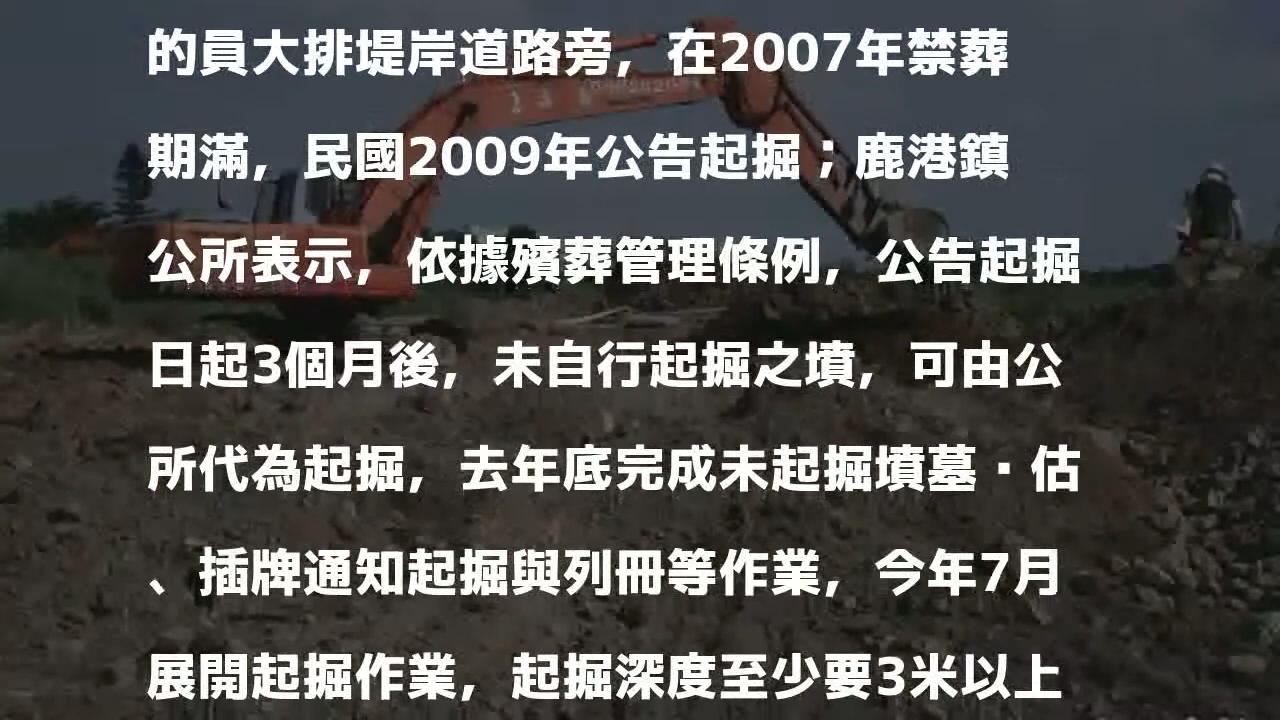 的員大排堤岸道路旁，在2007年禁葬
期滿，民國2009年公告起掘；鹿港鎮
公所表示，依據殯葬管理條例，公告起掘
日起3個月後，未自行起掘之墳，可由公
所代為起掘，去年底完成未起掘墳墓·估
、插牌通知起掘與列冊等作業，今年7月
展開起掘作業，起掘深度至少要3米以上